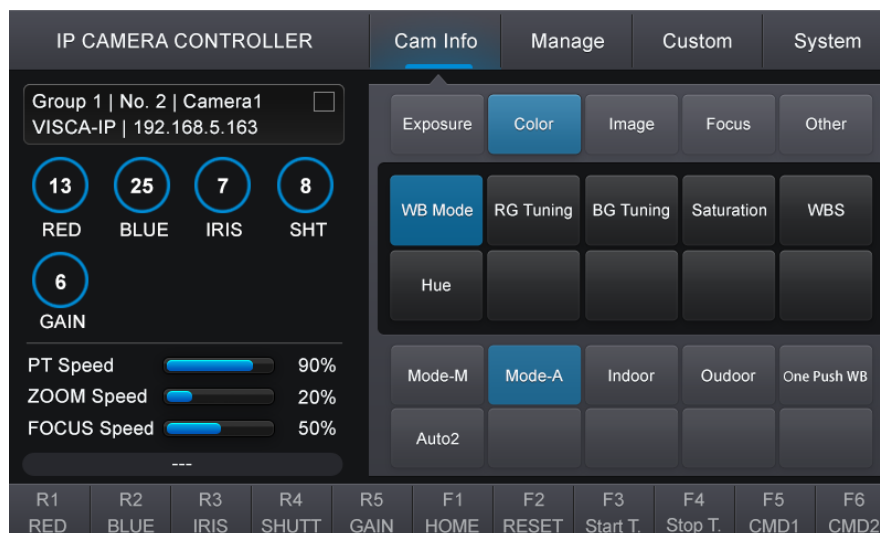 IP CAMERA CONTROLLER
Cam Info Manage Custom System
Group 1 | No. 2 | Camera1
VISCA-IP | 192.168.5.163
13 25 7 8
RED BLUE IRIS SHT
6
GAIN
PT Speed 90%
ZOOM Speed 20%
FOCUS Speed 50%
---
Exposure Color Image Focus Other
WB Mode RG Tuning BG Tuning Saturation WBS
Hue
Mode-M Mode-A Indoor Oudoor One Push WB
Auto2
R1 R2 R3 R4 R5 F1 F2 F3 F4 F5 F6
RED BLUE IRIS SHUTT GAIN HOME RESET Start T. Stop T. CMD1 CMD2